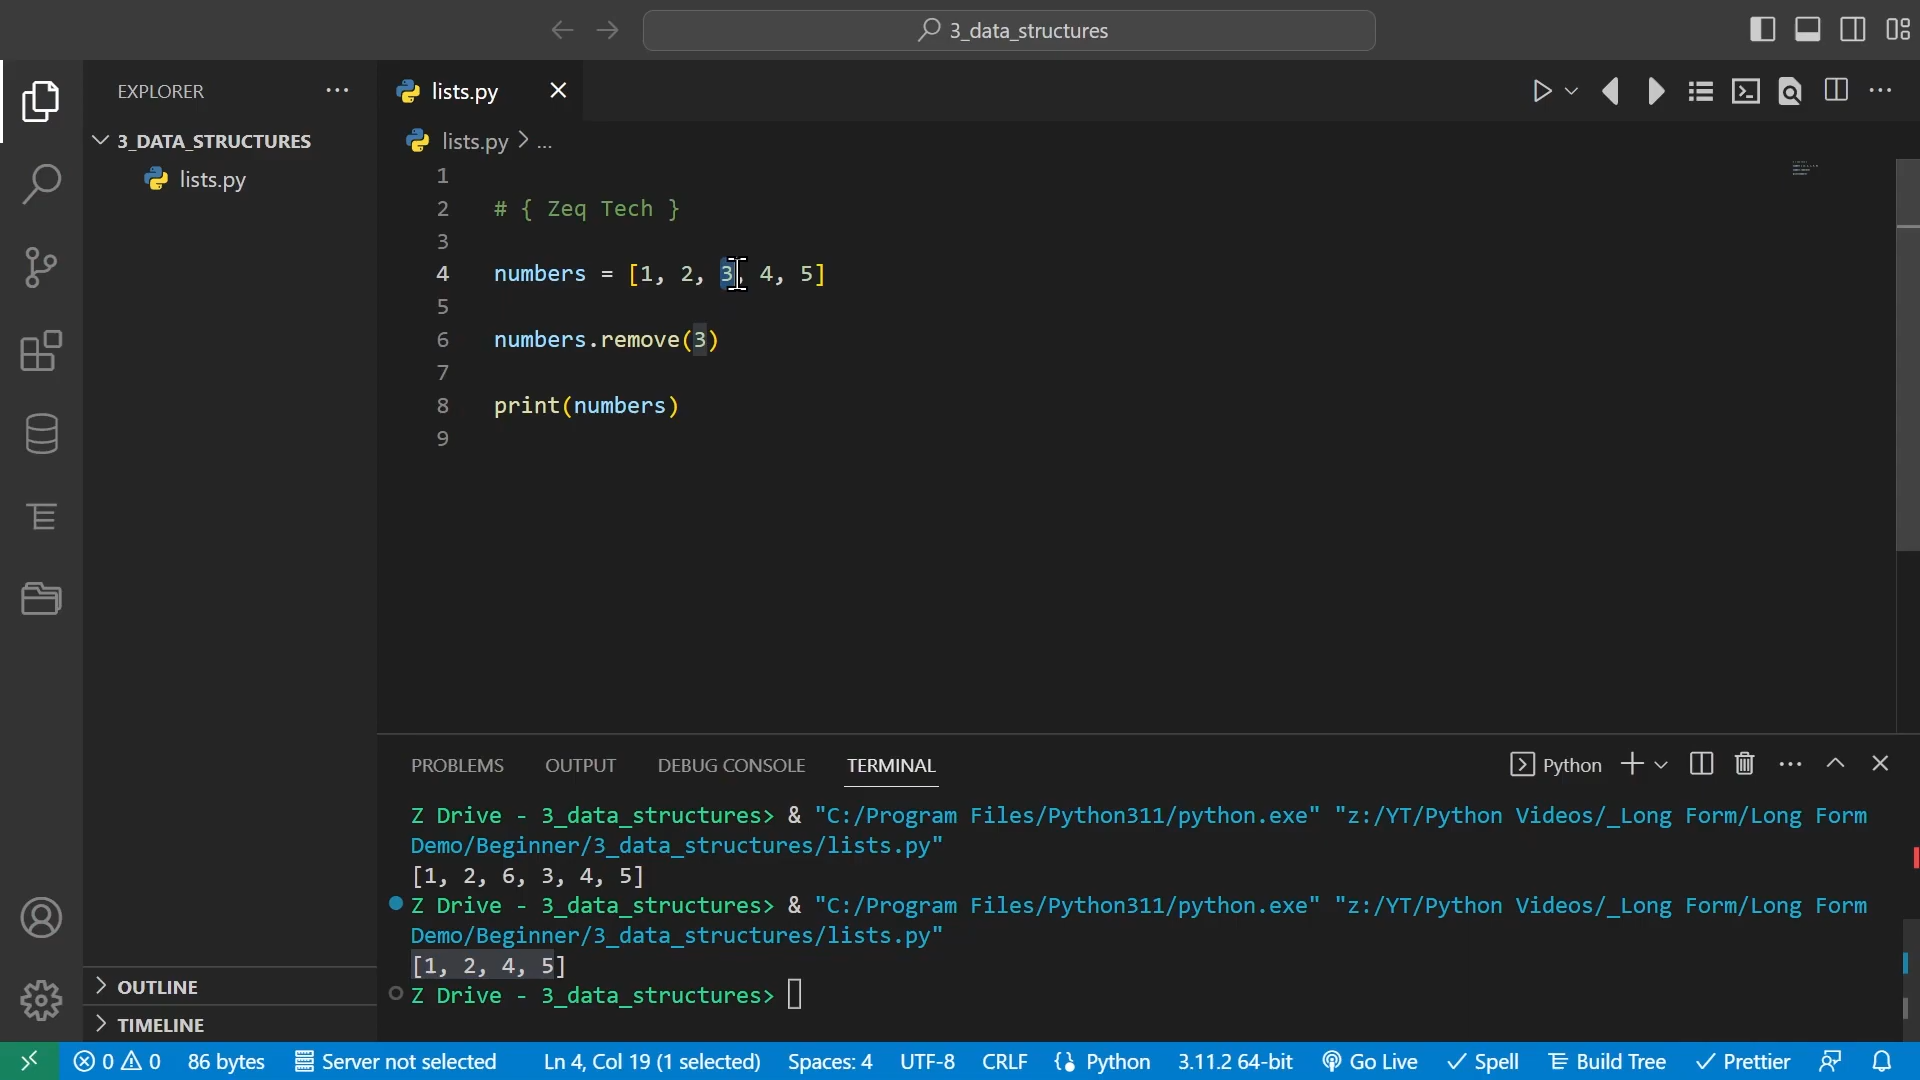 3_data_structures
EXPLORER
3_DATA_STRUCTURES
lists.py
lists.py
lists.py > ...
1
2 # { Zeq Tech }
3
4 numbers = [1, 2, 3, 4, 5]
5
6 numbers.remove(3)
7
8 print(numbers)
9
PROBLEMS OUTPUT DEBUG CONSOLE TERMINAL Python
Z Drive - 3_data_structures> & "C:/Program Files/Python311/python.exe" "z:/YT/Python Videos/_Long Form/Long Form
Demo/Beginner/3_data_structures/lists.py"
[1, 2, 6, 3, 4, 5]
Z Drive - 3_data_structures> & "C:/Program Files/Python311/python.exe" "z:/YT/Python Videos/_Long Form/Long Form
Demo/Beginner/3_data_structures/lists.py"
[1, 2, 4, 5]
Z Drive - 3_data_structures>
OUTLINE
TIMELINE
0 0 86 bytes Server not selected Ln 4, Col 19 (1 selected) Spaces: 4 UTF-8 CRLF Python 3.11.2 64-bit Go Live Spell Build Tree Prettier